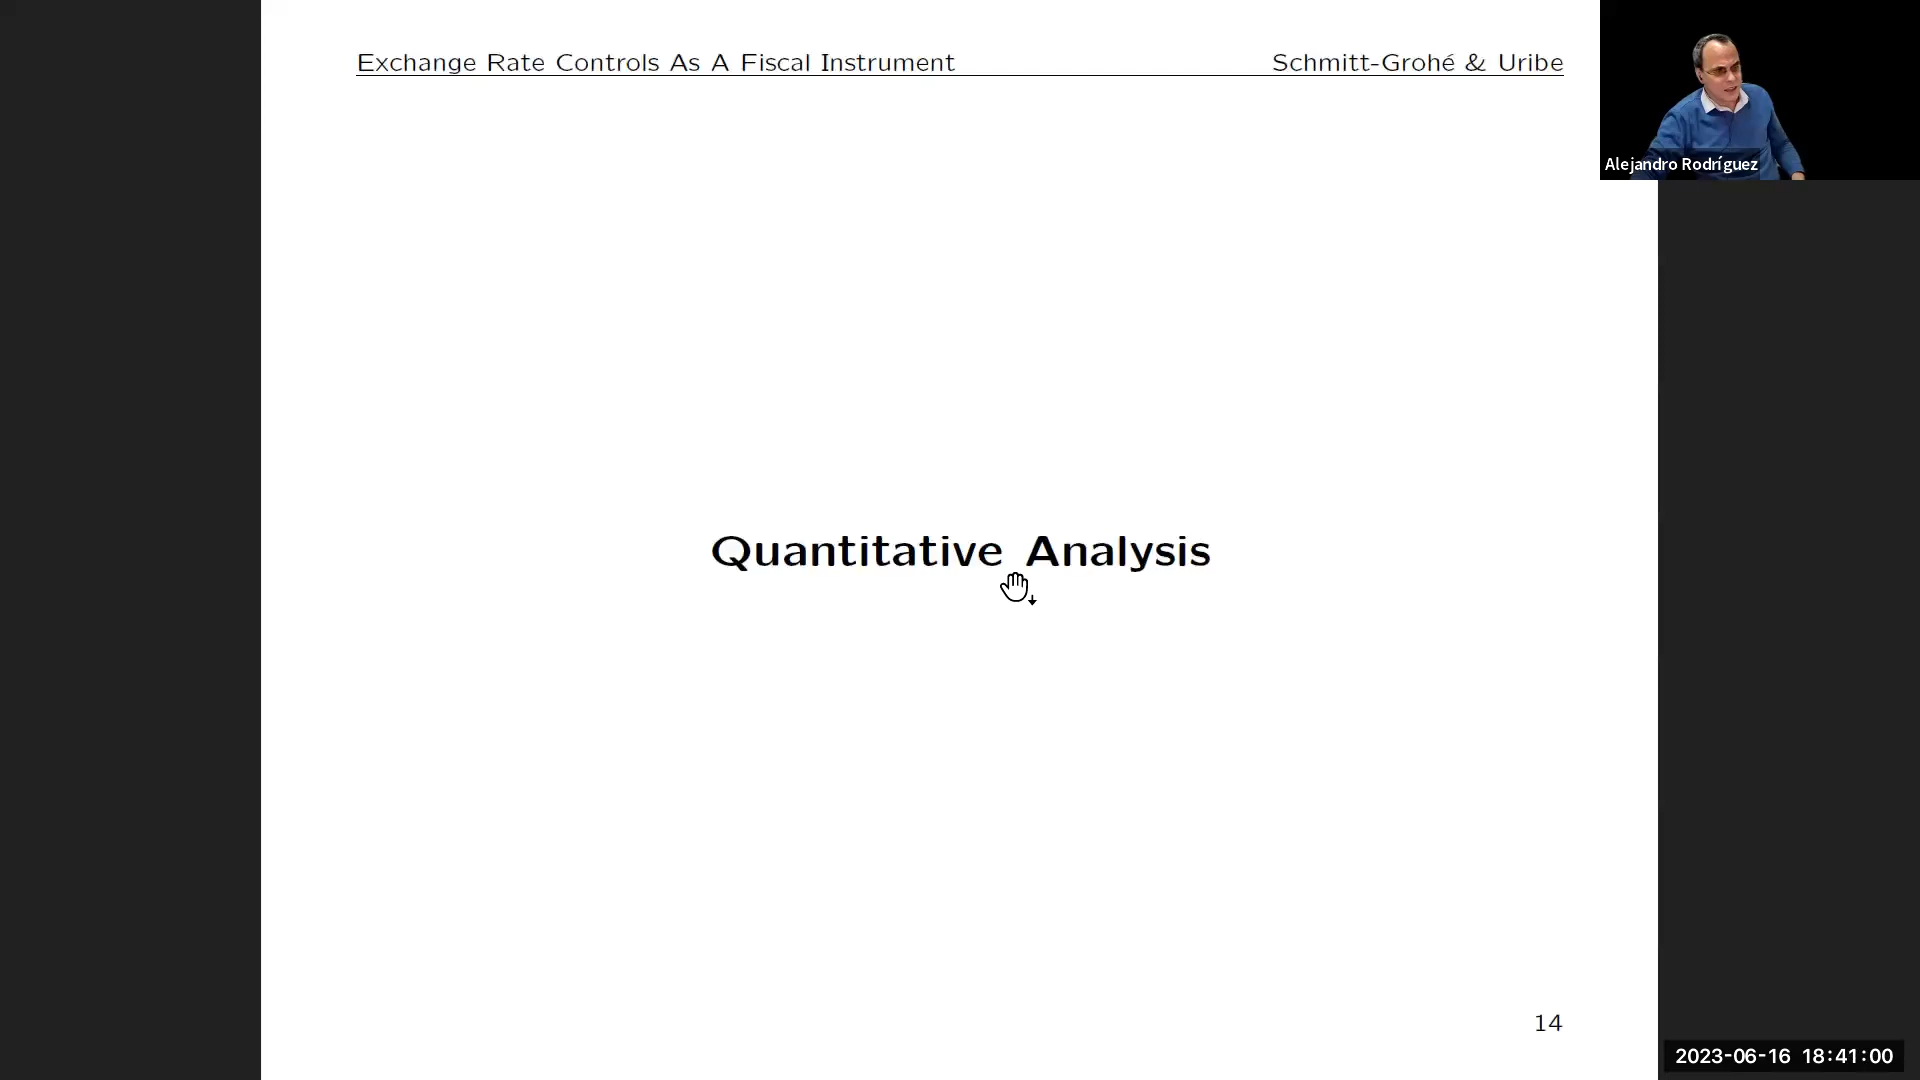 Exchange Rate Controls As A Fiscal Instrument Schmitt-Grohé & Uribe
Alejandro Rodríguez
Quantitative Analysis
14
2023-06-16 18:41:00